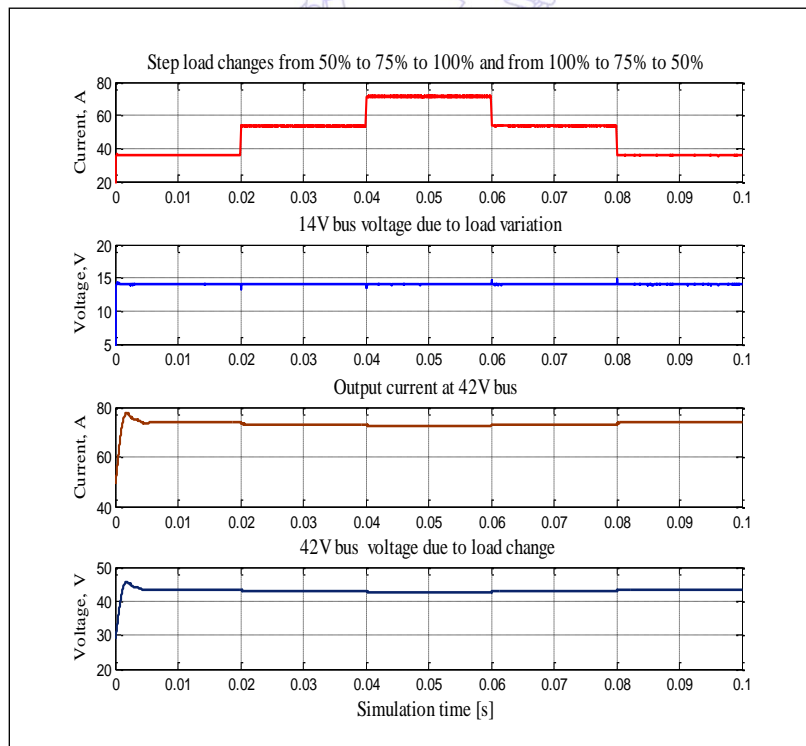 Step load changes from 50% to 75% to 100% and from 100% to 75% to 50%
80
60
40
20
Current, A
0 0.01 0.02 0.03 0.04 0.05 0.06 0.07 0.08 0.09 0.1
14V bus voltage due to load variation
20
15
10
5
Voltage,V
0 0.01 0.02 0.03 0.04 0.05 0.06 0.07 0.08 0.09 0.1
Output current at 42V bus
80
60
40
Current, A
0 0.01 0.02 0.03 0.04 0.05 0.06 0.07 0.08 0.09 0.1
42V bus voltage due to load change
50
40
30
20
Voltage, V
0 0.01 0.02 0.03 0.04 0.05 0.06 0.07 0.08 0.09 0.1
Simulation time [s]